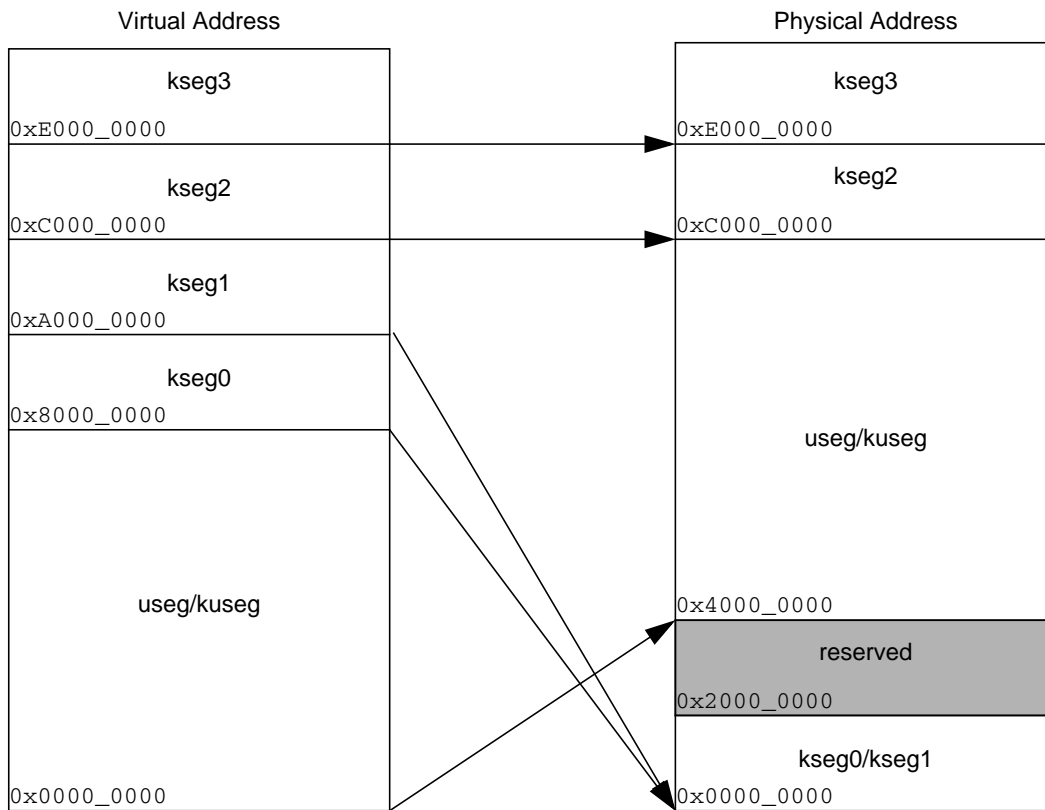 Virtual Address
kseg3
0xE000_0000
kseg2
0xC000_0000
kseg1
0xA000_0000
kseg0
0x8000_0000
useg/kuseg
0x0000_0000
Physical Address
kseg3
0xE000_0000
kseg2
0xC000_0000
useg/kuseg
0x4000_0000
reserved
0x2000_0000
kseg0/kseg1
0x0000_0000